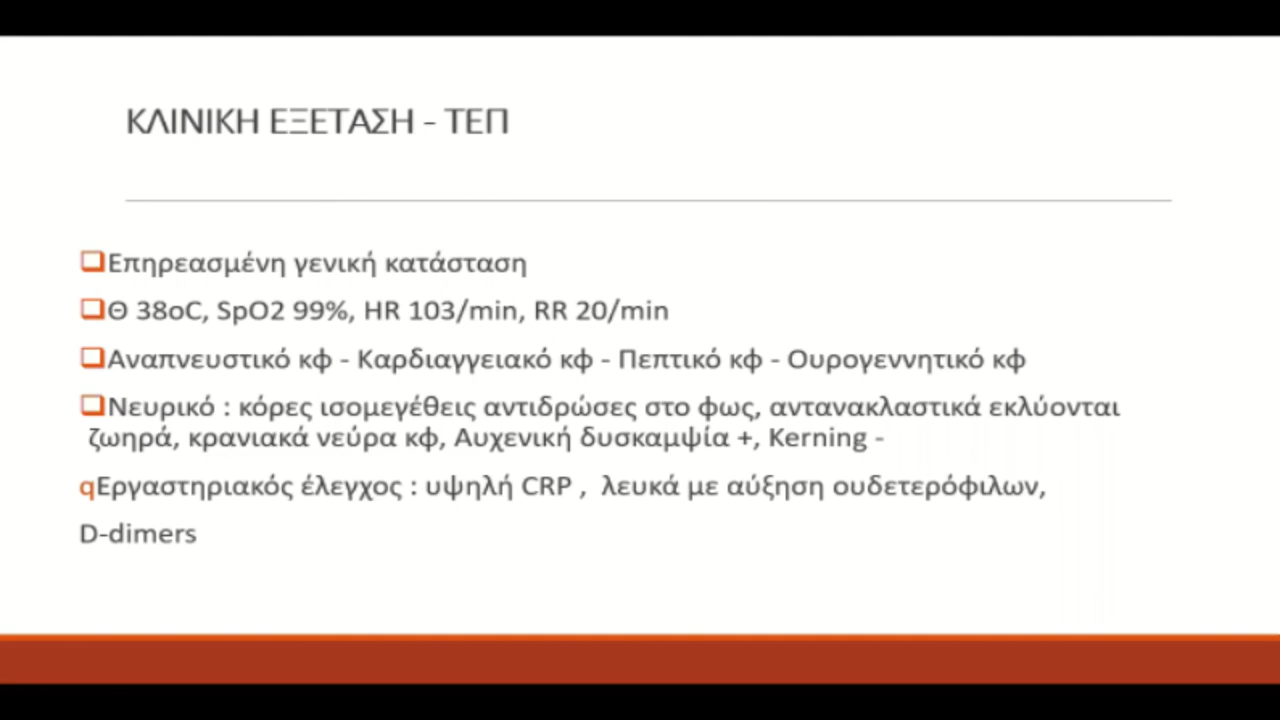 ΚΛΙΝΙΚΗ ΕΞΕΤΑΣΗ - ΤΕΠ
❑Επηρεασμένη γενική κατάσταση
❑Θ 38oC, SpO2 99%, HR 103/min, RR 20/min
❑Αναπνευστικό κφ - Καρδιαγγειακό κφ - Πεπτικό κφ - Ουρογεννητικό κφ
❑Νευρικό : κόρες ισομεγέθεις αντιδρώσες στο φως, αντανακλαστικά εκλύονται
ζωηρά, κρανιακά νεύρα κφ, Αυχενική δυσκαμψία +, Kerning -
qΕργαστηριακός έλεγχος : υψηλή CRP , λευκά με αύξηση ουδετερόφιλων,
D-dimers